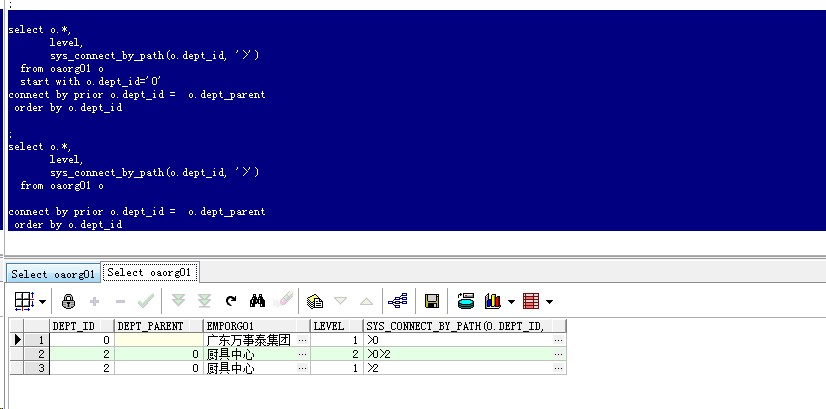 ;
select o.*,
level,
sys_connect_by_path(o.dept_id, '>')
from oaorg01 o
start with o.dept_id='0'
connect by prior o.dept_id =  o.dept_parent
order by o.dept_id
;
select o.*,
level,
sys_connect_by_path(o.dept_id, '>')
from oaorg01 o
connect by prior o.dept_id =  o.dept_parent
order by o.dept_id
Select oaorg01 Select oaorg01
DEPT_ID DEPT_PARENT EMPORG01 LEVEL SYS_CONNECT_BY_PATH(O.DEPT_ID,
1 0 广东万事泰集团 ... 1 >0 ...
2 2 0 厨具中心 ... 2 >0>2 ...
3 2 0 厨具中心 ... 1 >2 ...